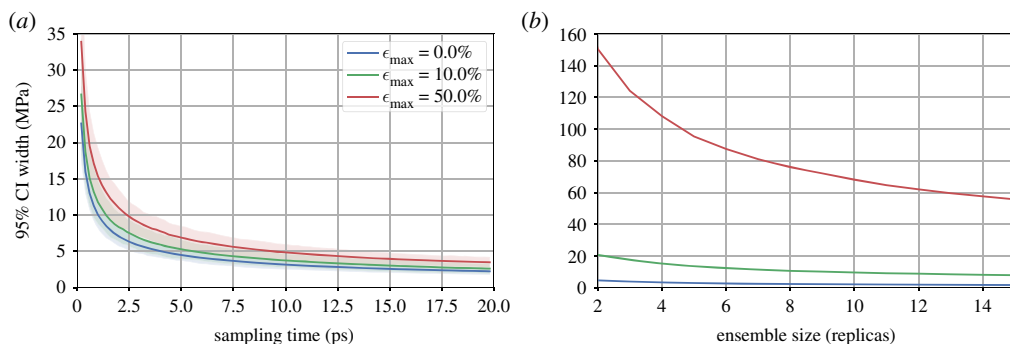 (a)
35
30
25
20
15
10
5
0
95% CI width (MPa)
ϵmax = 0.0%
ϵmax = 10.0%
ϵmax = 50.0%
0 2.5 5.0 7.5 10.0 12.5 15.0 17.5 20.0
sampling time (ps)
(b)
160
140
120
100
80
60
40
20
0
2 4 6 8 10 12 14
ensemble size (replicas)